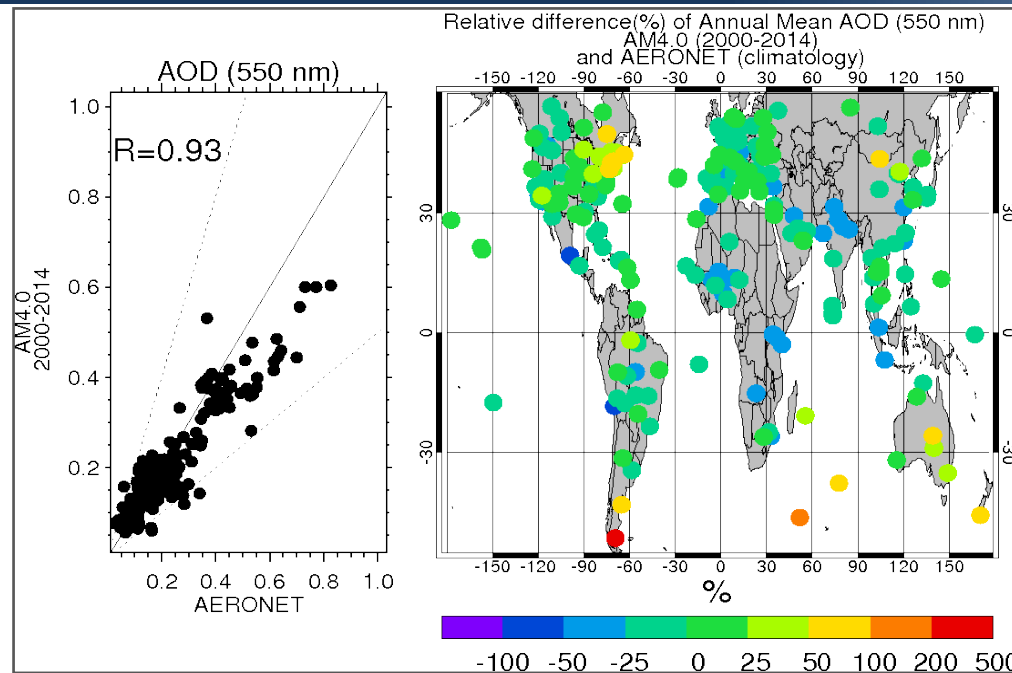 Relative difference(%) of Annual Mean AOD (550 nm)
AM4.0 (2000-2014)
and AERONET (climatology)
AOD (550 nm)
R=0.93
1.0
0.8
0.6
0.4
0.2
AM4.0
2000-2014
0.2 0.4 0.6 0.8 1.0
AERONET
-150 -120 -90 -60 -30 0 30 60 90 120 150
30 30
0 0
-30 -30
-150 -120 -90 -60 -30 0 30 60 90 120 150
%
-100 -50 -25 0 25 50 100 200 500